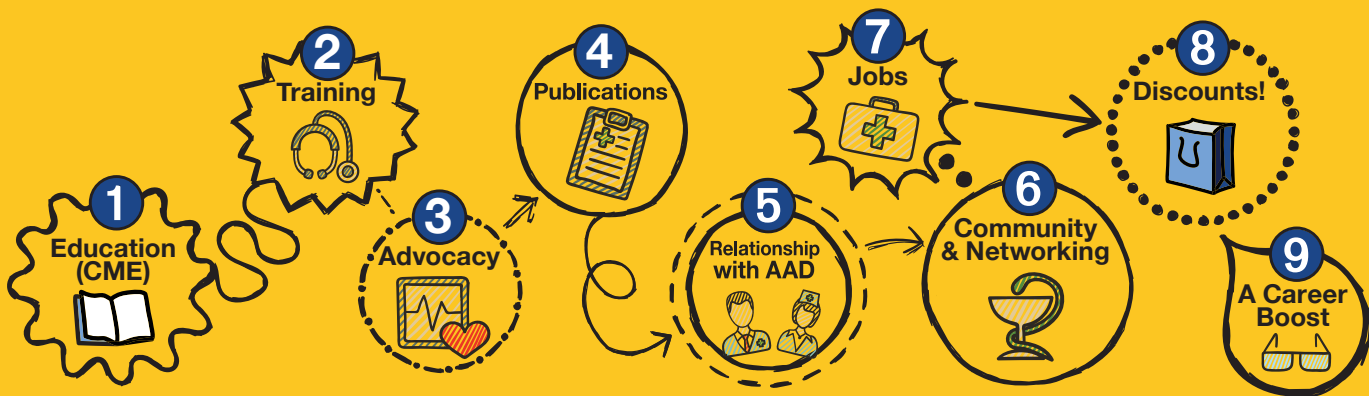 1
Education
(CME)
2
Training
3
Advocacy
4
Publications
5
Relationship
with AAD
6
Community
& Networking
7
Jobs
8
Discounts!
9
A Career
Boost